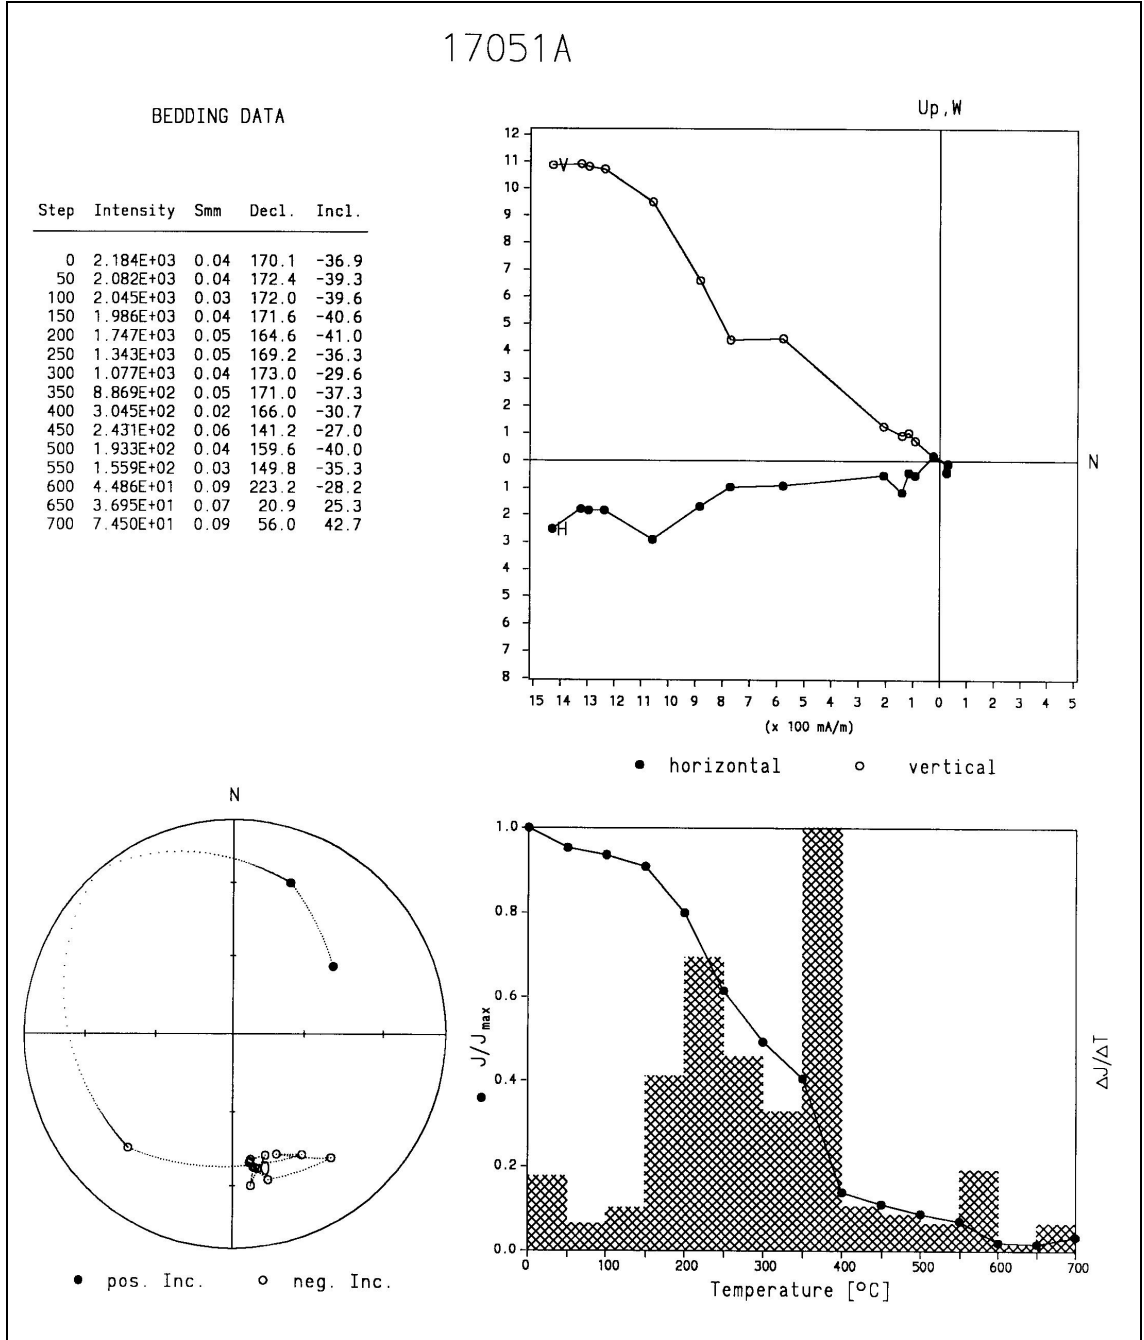 17051A
BEDDING DATA
Step Intensity Smm Decl. Incl.
0 2.184E+03 0.04 170.1 -36.9
50 2.082E+03 0.04 172.4 -39.3
100 2.045E+03 0.03 172.0 -39.6
150 1.986E+03 0.04 171.6 -40.6
200 1.747E+03 0.05 164.6 -41.0
250 1.343E+03 0.05 169.2 -36.3
300 1.077E+03 0.04 173.0 -29.6
350 8.869E+02 0.05 171.0 -37.3
400 3.045E+02 0.02 166.0 -30.7
450 2.431E+02 0.06 141.2 -27.0
500 1.933E+02 0.04 159.6 -40.0
550 1.559E+02 0.03 149.8 -35.3
600 4.486E+01 0.09 223.2 -28.2
650 3.695E+01 0.07 20.9 25.3
700 7.450E+01 0.09 56.0 42.7
Up,W
12
11
10
9
8
7
6
5
4
3
2
1
0
1
2
3
4
5
6
7
8
V
H
N
15 14 13 12 11 10 9 8 7 6 5 4 3 2 1 0 1 2 3 4 5
(x 100 mA/m)
● horizontal ○ vertical
N
● pos. Inc. ○ neg. Inc.
1.0
0.8
0.6
0.4
0.2
0.0
● J/Jmax
ΔJ/ΔT
0 100 200 300 400 500 600 700
Temperature [ºC]